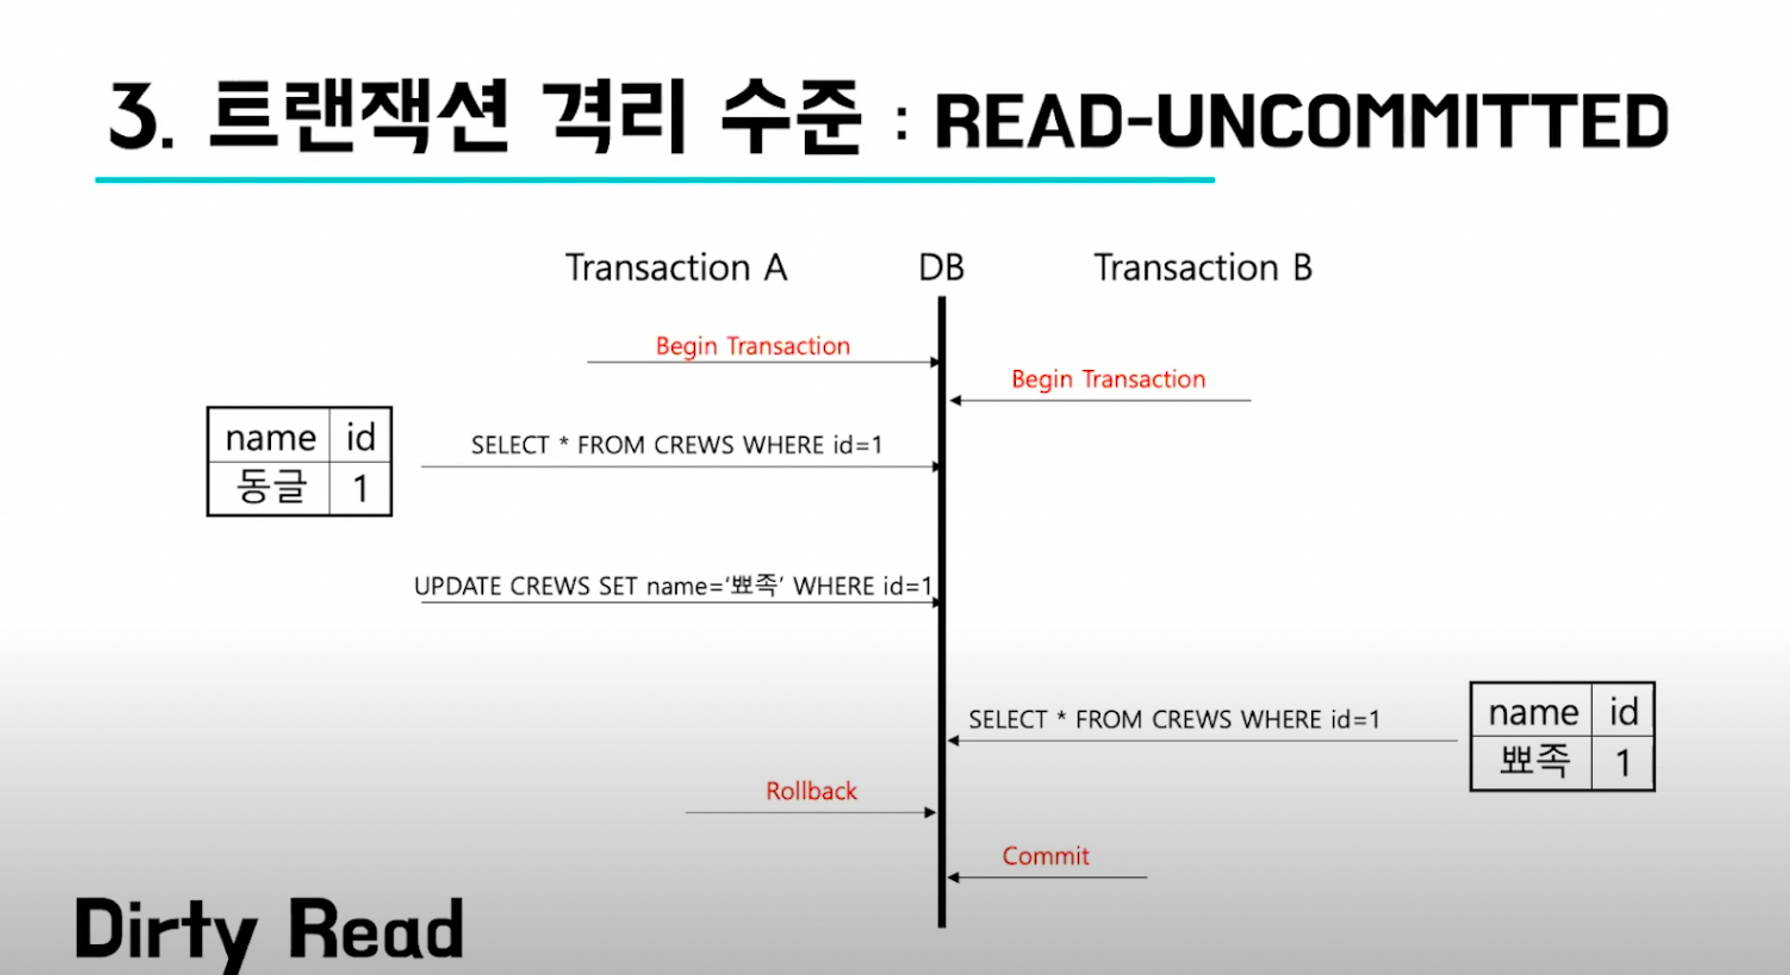 3. 트랜잭션 격리 수준 : READ-UNCOMMITTED
Transaction A DB Transaction B
Begin Transaction
Begin Transaction
name id
동글 1
SELECT * FROM CREWS WHERE id=1
UPDATE CREWS SET name=‘뾰족’ WHERE id=1
SELECT * FROM CREWS WHERE id=1
name id
뾰족 1
Rollback
Commit
Dirty Read